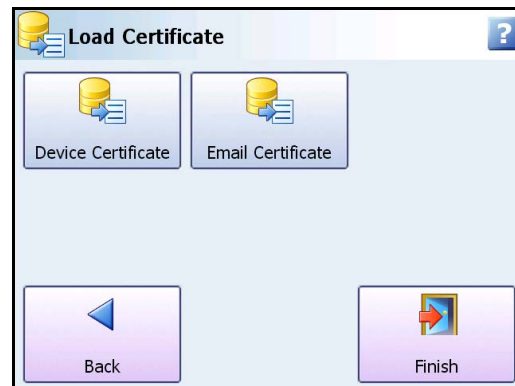 Load Certificate
?
Device Certificate
Email Certificate
Back
Finish